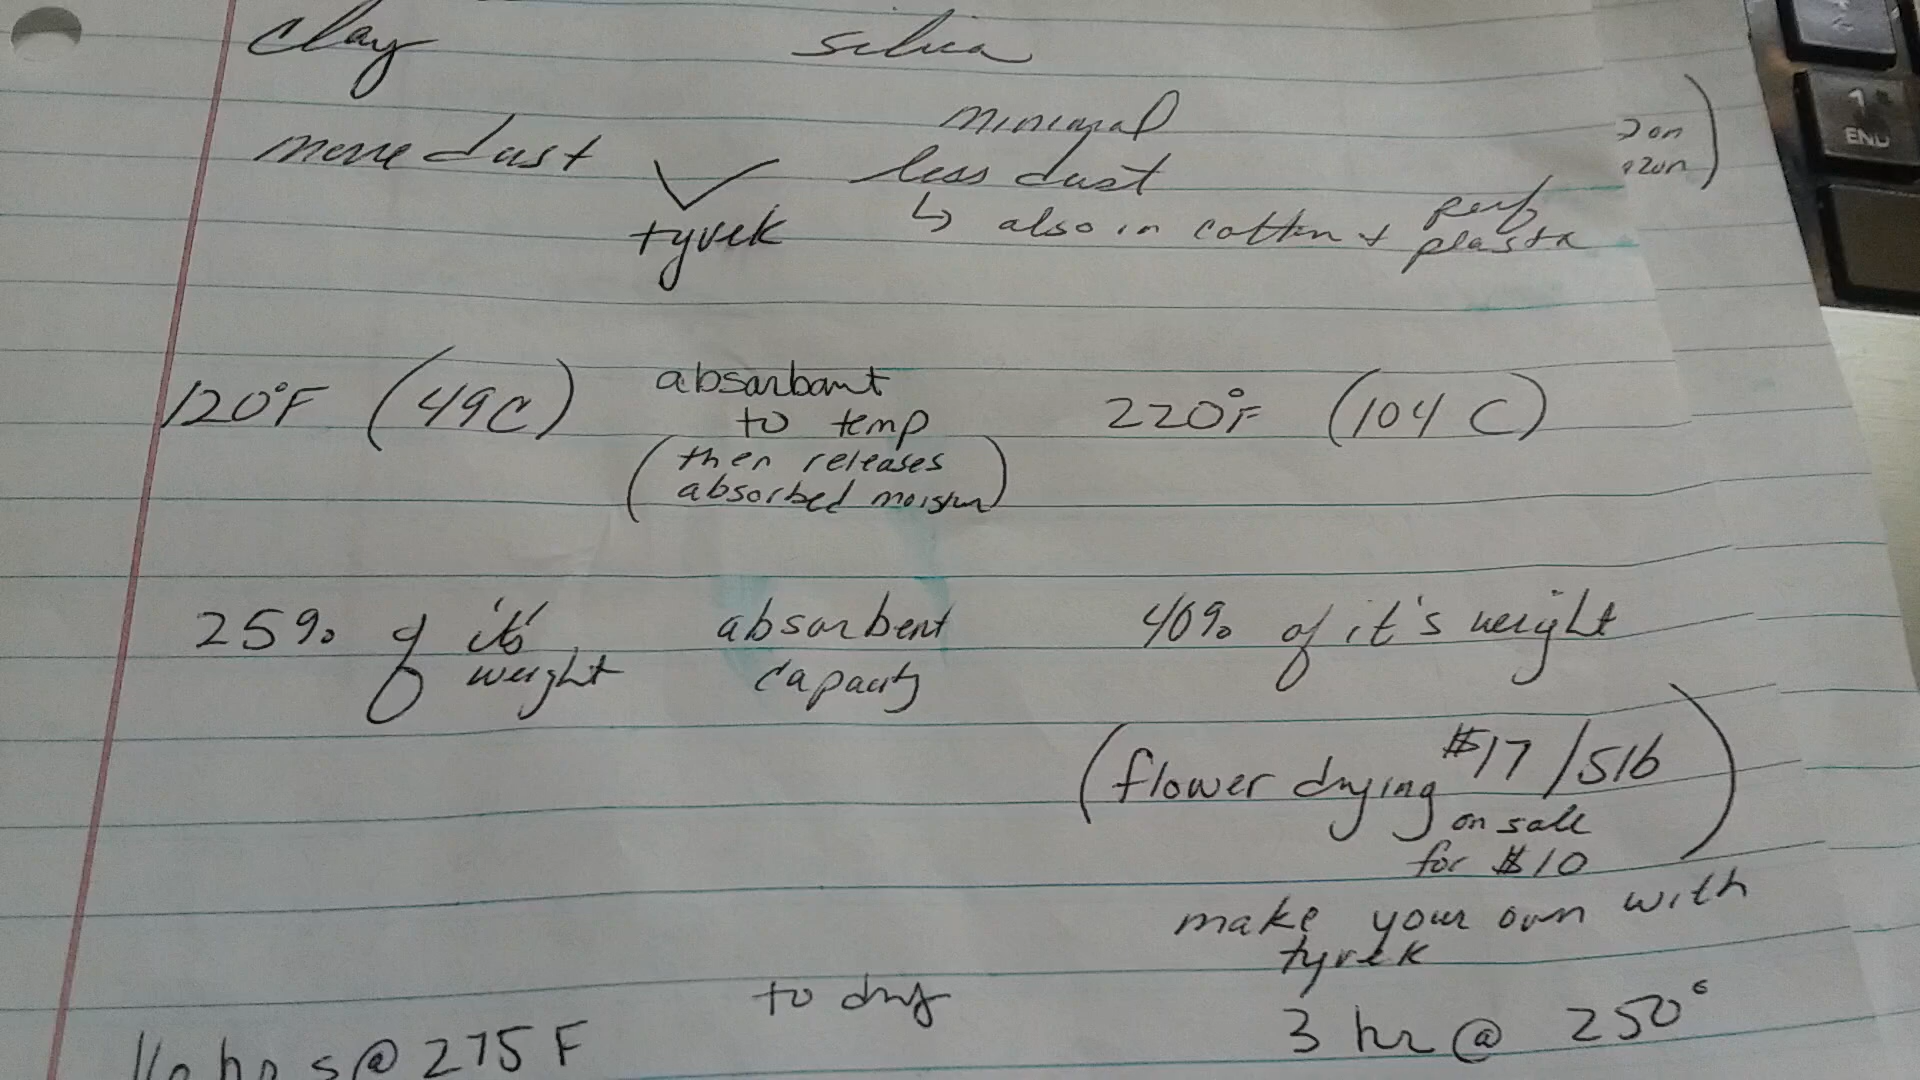 clay silica
minimal
more dust less dust
tyvek ↳ also in cotton + perf plastic
120°F (49C) absorbant 220°F (104 C)
to temp
(then releases
absorbed moisture)
25% of it's absorbent 40% of it's weight
weight capacity
(flower drying $17/5lb
on sale
for $10)
make your own with
tyvek
to dry
hrs @ 275 F 3 hr @ 250°
1
END